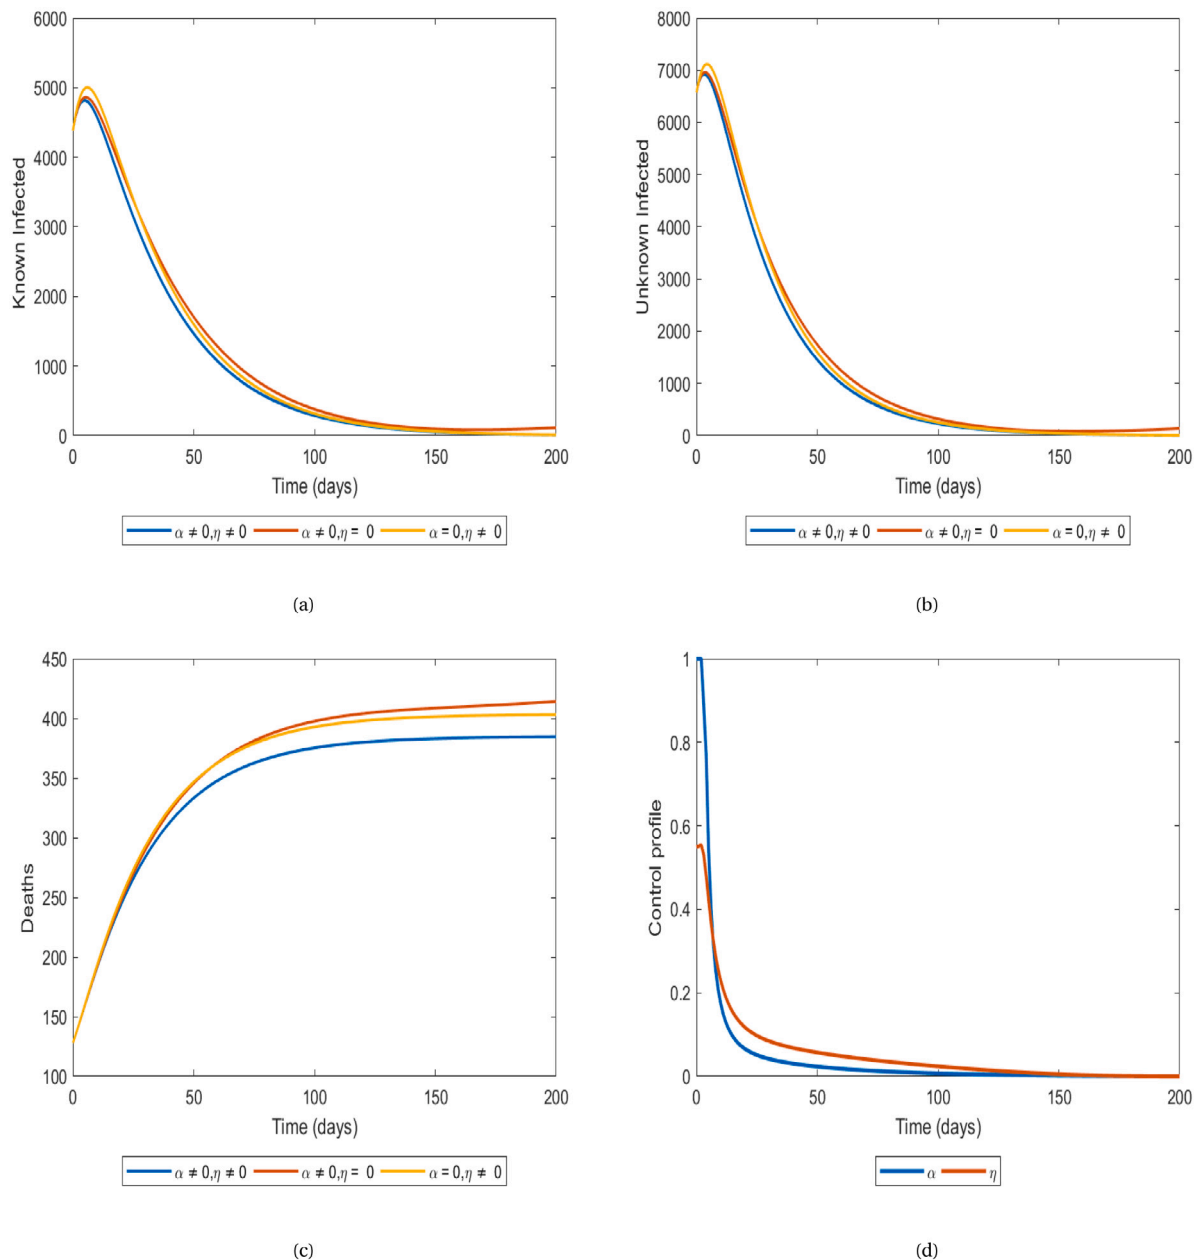 6000
5000
4000
3000
2000
1000
0
Known Infected
0 50 100 150 200
Time (days)
α ≠ 0,η ≠ 0 α ≠ 0,η = 0 α = 0,η ≠ 0
(a)
8000
7000
6000
5000
4000
3000
2000
1000
0
Unknown Infected
0 50 100 150 200
Time (days)
α ≠ 0,η ≠ 0 α ≠ 0,η = 0 α = 0,η ≠ 0
(b)
450
400
350
300
250
200
150
100
Deaths
0 50 100 150 200
Time (days)
α ≠ 0,η ≠ 0 α ≠ 0,η = 0 α = 0,η ≠ 0
(c)
1
0.8
0.6
0.4
0.2
0
Control profile
0 50 100 150 200
Time (days)
α η
(d)